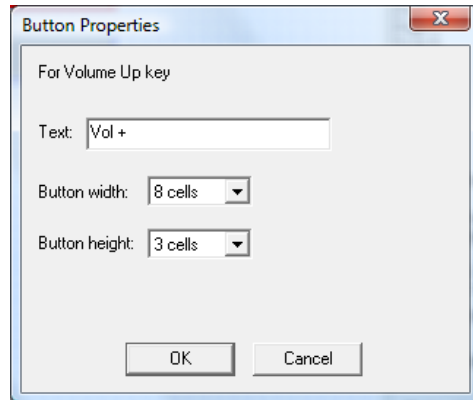 Button Properties
For Volume Up key
Text: Vol +
Button width: 8 cells
Button height: 3 cells
OK Cancel